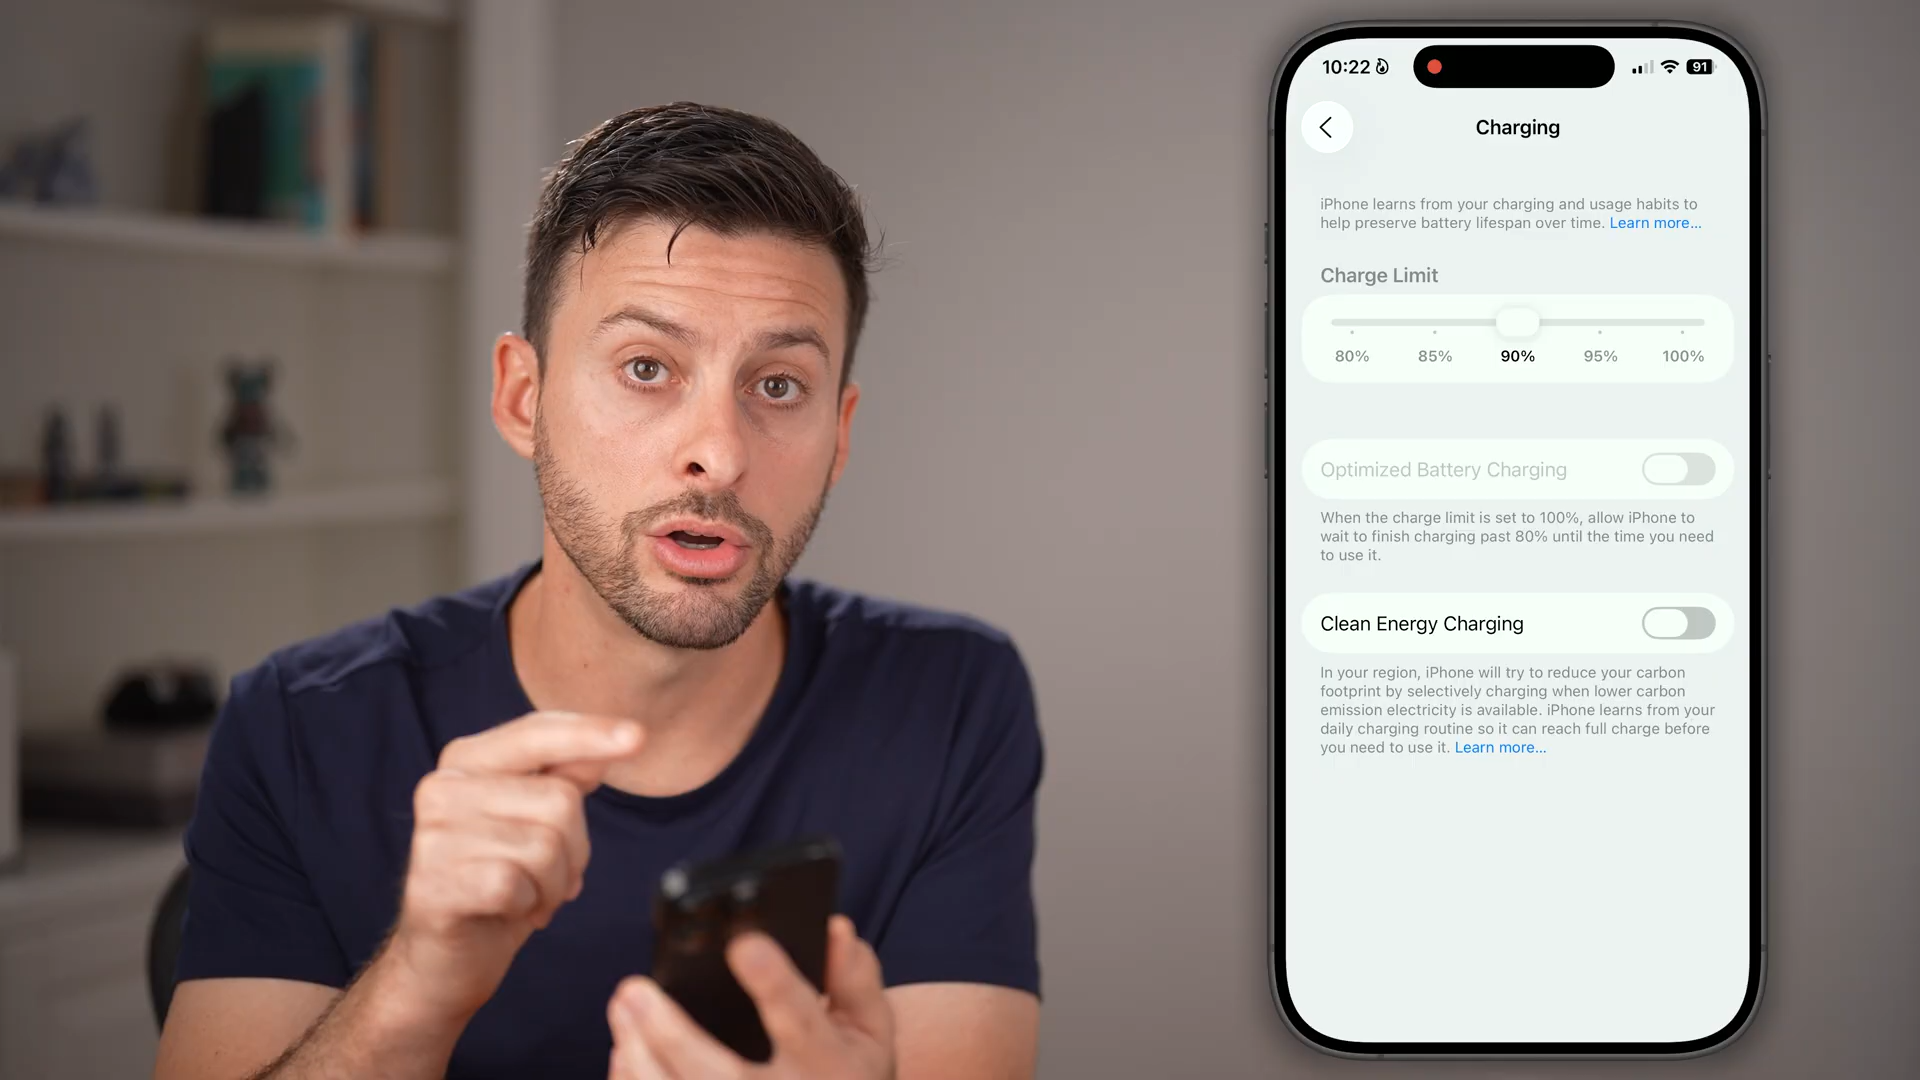 10:22
91
Charging
iPhone learns from your charging and usage habits to
help preserve battery lifespan over time. Learn more...
Charge Limit
80% 85% 90% 95% 100%
Optimized Battery Charging
When the charge limit is set to 100%, allow iPhone to
wait to finish charging past 80% until the time you need
to use it.
Clean Energy Charging
In your region, iPhone will try to reduce your carbon
footprint by selectively charging when lower carbon
emission electricity is available. iPhone learns from your
daily charging routine so it can reach full charge before
you need to use it. Learn more...